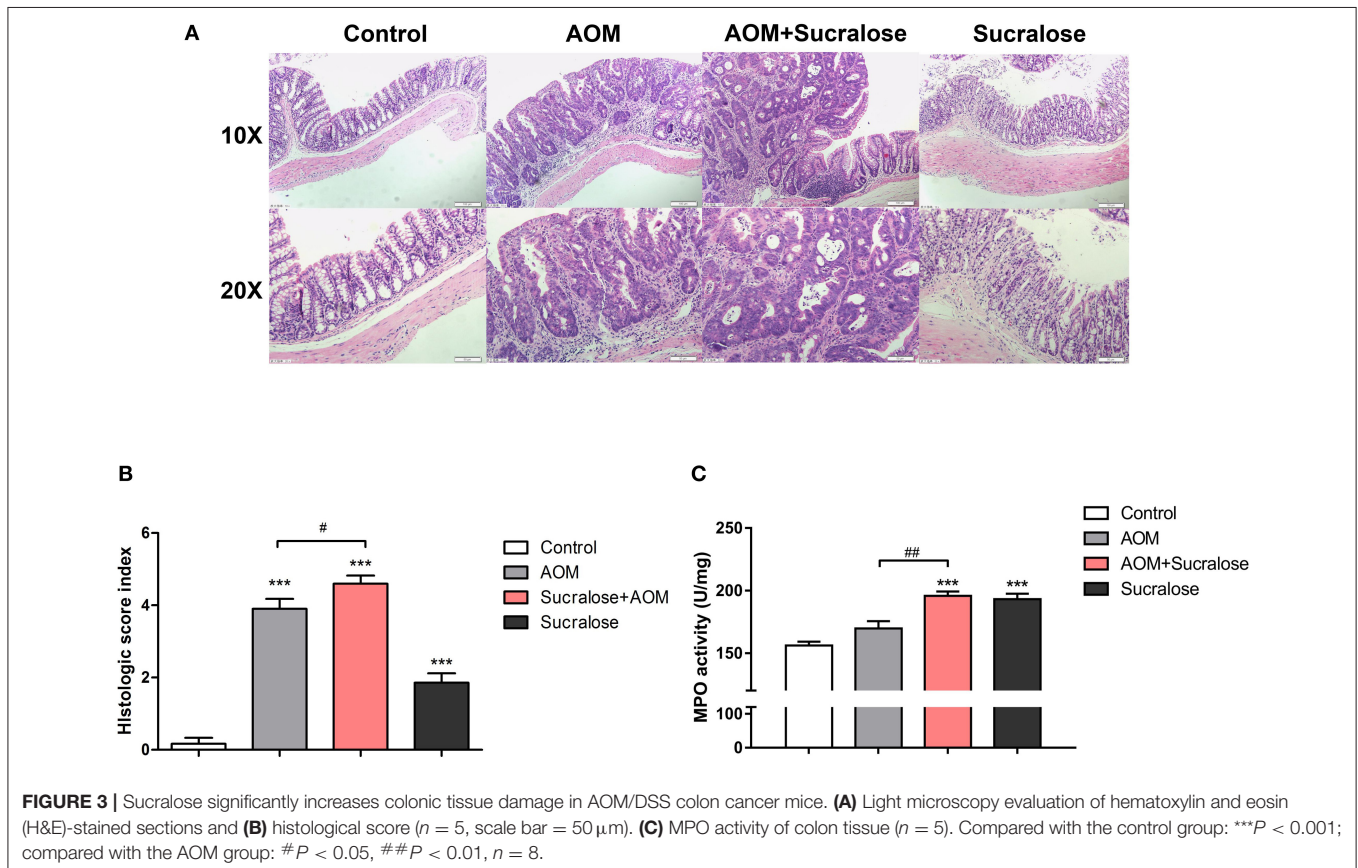 A
Control AOM AOM+Sucralose Sucralose
10X
20X
B
HIstologic score index
6
4
2
0
***
#
***
***
Control
AOM
Sucralose+AOM
Sucralose
C
MPO activity (U/mg)
250
200
150
100
0
##
***
***
Control
AOM
AOM+Sucralose
Sucralose
FIGURE 3 | Sucralose significantly increases colonic tissue damage in AOM/DSS colon cancer mice. (A) Light microscopy evaluation of hematoxylin and eosin
(H&E)-stained sections and (B) histological score (n = 5, scale bar = 50 μm). (C) MPO activity of colon tissue (n = 5). Compared with the control group: ***P < 0.001;
compared with the AOM group: #P < 0.05, ##P < 0.01, n = 8.